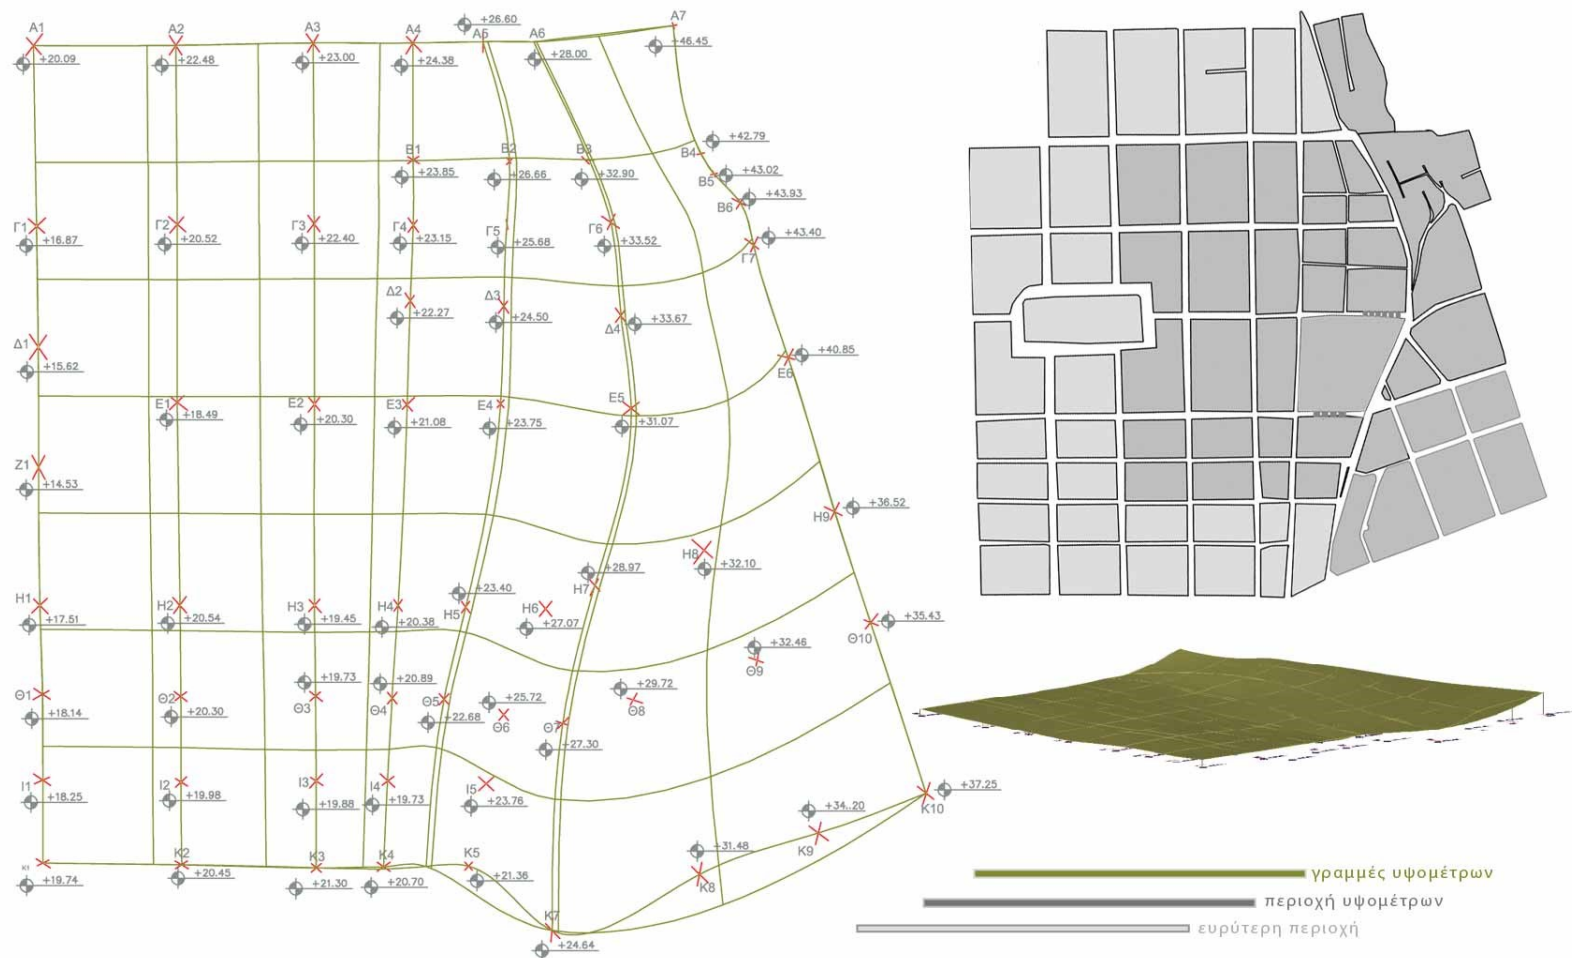 A1 A2 A3 A4 A5 +26.60 A6 A7
+20.09 +22.48 +23.00 +24.38 +28.00 +46.45
B1 B2 B3 B4 +42.79
+23.85 +26.66 +32.90 B5 +43.02
B6 +43.93
Γ1 Γ2 Γ3 Γ4 Γ5 Γ6 Γ7 +43.40
+16.87 +20.52 +22.40 +23.15 +25.68 +33.52
Δ2 Δ3 Δ4
+22.27 +24.50 +33.67
Δ1
+15.62
E6 +40.85
E1 E2 E3 E4 E5
+18.49 +20.30 +21.08 +23.75 +31.07
Z1
+14.53
H9 +36.52
H8
+32.10
H1 H2 H3 H4 H5 +23.40 H6 H7 +28.97
+17.51 +20.54 +19.45 +20.38 +27.07
Θ10 +35.43
Θ9 +32.46
Θ1 Θ2 Θ3 +19.73 Θ4 +20.89 Θ5 Θ6 +25.72 Θ7 Θ8 +29.72
+18.14 +20.30 +22.68 +27.30
I1 I2 I3 I4 I5
+18.25 +19.98 +19.88 +19.73 +23.76
K10 +37.25
K9 +34..20
K8 +31.48
K1 K2 K3 K4 K5
+19.74 +20.45 +21.30 +20.70 +21.36
K7
+24.64
γραμμές υψομέτρων
περιοχή υψομέτρων
ευρύτερη περιοχή